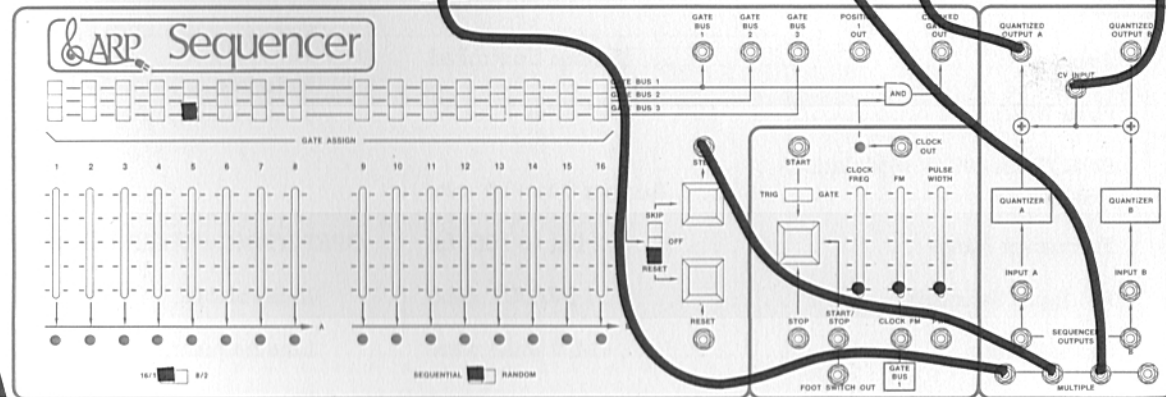 ARP Sequencer
GATE BUS 1
GATE BUS 2
GATE BUS 3
POSITION 1 OUT
GATE OUT
QUANTIZED OUTPUT A
QUANTIZED OUTPUT B
CV INPUT
GATE BUS 1
GATE BUS 2
GATE BUS 3
AND
GATE ASSIGN
1 2 3 4 5 6 7 8 9 10 11 12 13 14 15 16
START
CLOCK OUT
CLOCK FREQ
FM
PULSE WIDTH
TRIG GATE
SKIP
OFF
RESET
QUANTIZER A
QUANTIZER B
INPUT A
INPUT B
A
RESET
STOP
START/STOP
CLOCK FM
SEQUENCER OUTPUTS
B
8/2
SEQUENTIAL RANDOM
FOOT SWITCH OUT
GATE BUS 1
MULTIPLE